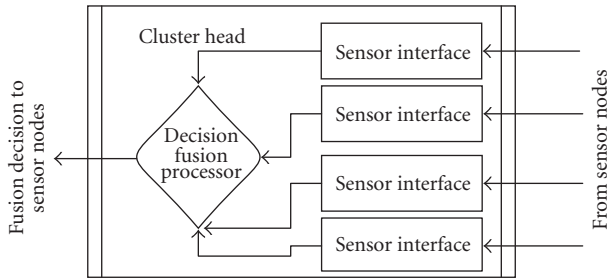 Cluster head
Sensor interface
Sensor interface
Decision
fusion
processor
Sensor interface
Sensor interface
Fusion decision to
sensor nodes
From sensor nodes